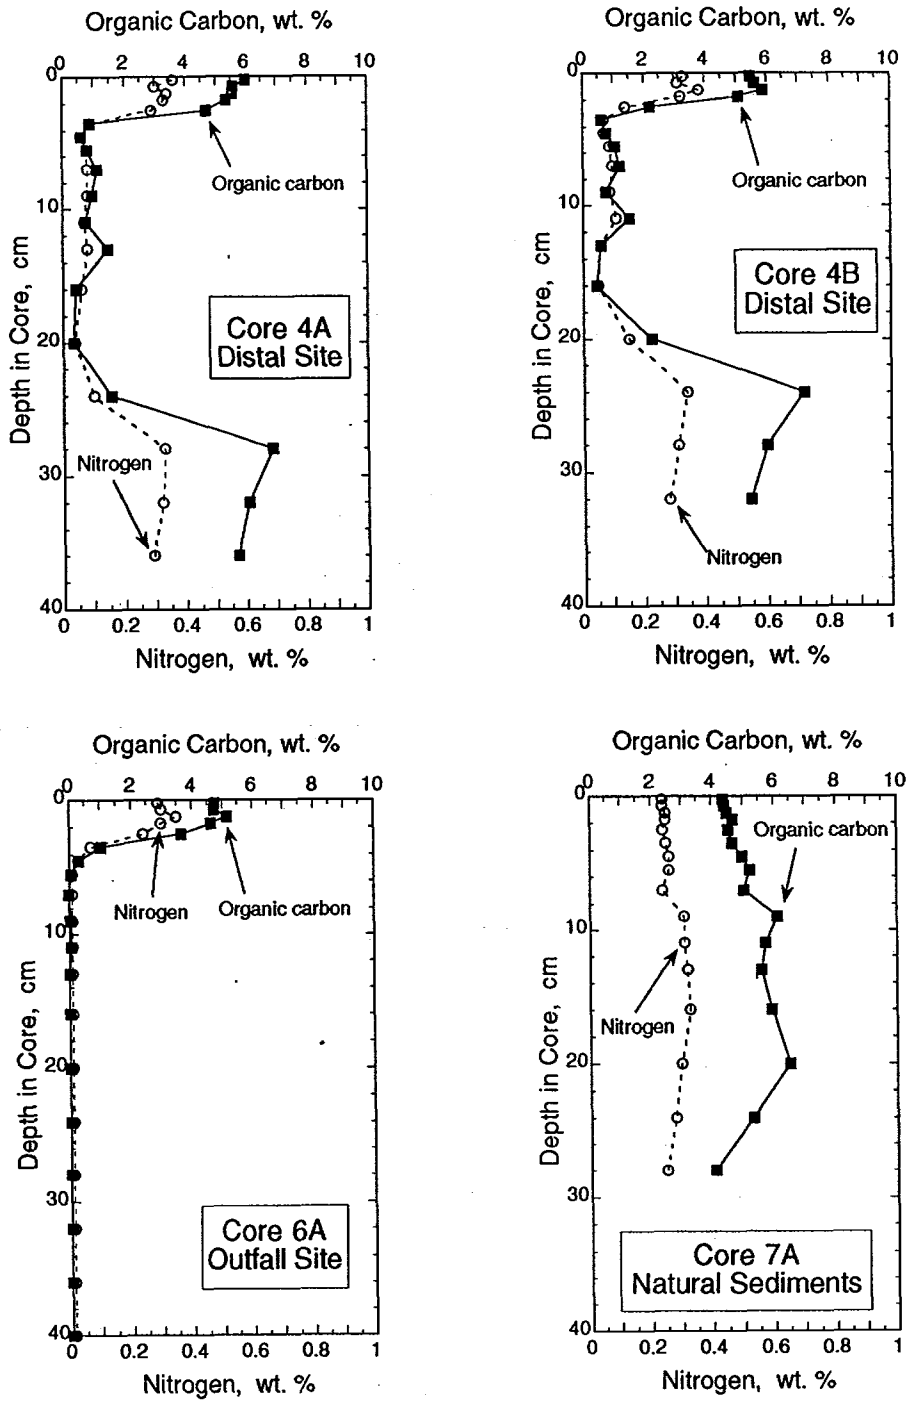 Organic Carbon, wt. %
0 2 4 6 8 10
0
10
20
30
40
Depth in Core, cm
Organic carbon
Core 4A
Distal Site
Nitrogen
0 0.2 0.4 0.6 0.8 1
Nitrogen, wt. %
Organic Carbon, wt. %
0 2 4 6 8 10
0
10
20
30
40
Depth in Core, cm
Organic carbon
Core 4B
Distal Site
Nitrogen
0 0.2 0.4 0.6 0.8 1
Nitrogen, wt. %
Organic Carbon, wt. %
0 2 4 6 8 10
0
10
20
30
40
Depth in Core, cm
Nitrogen
Organic carbon
Core 6A
Outfall Site
0 0.2 0.4 0.6 0.8 1
Nitrogen, wt. %
Organic Carbon, wt. %
0 2 4 6 8 10
0
10
20
30
40
Depth in Core, cm
Organic carbon
Nitrogen
Core 7A
Natural Sediments
0 0.2 0.4 0.6 0.8 1
Nitrogen, wt. %